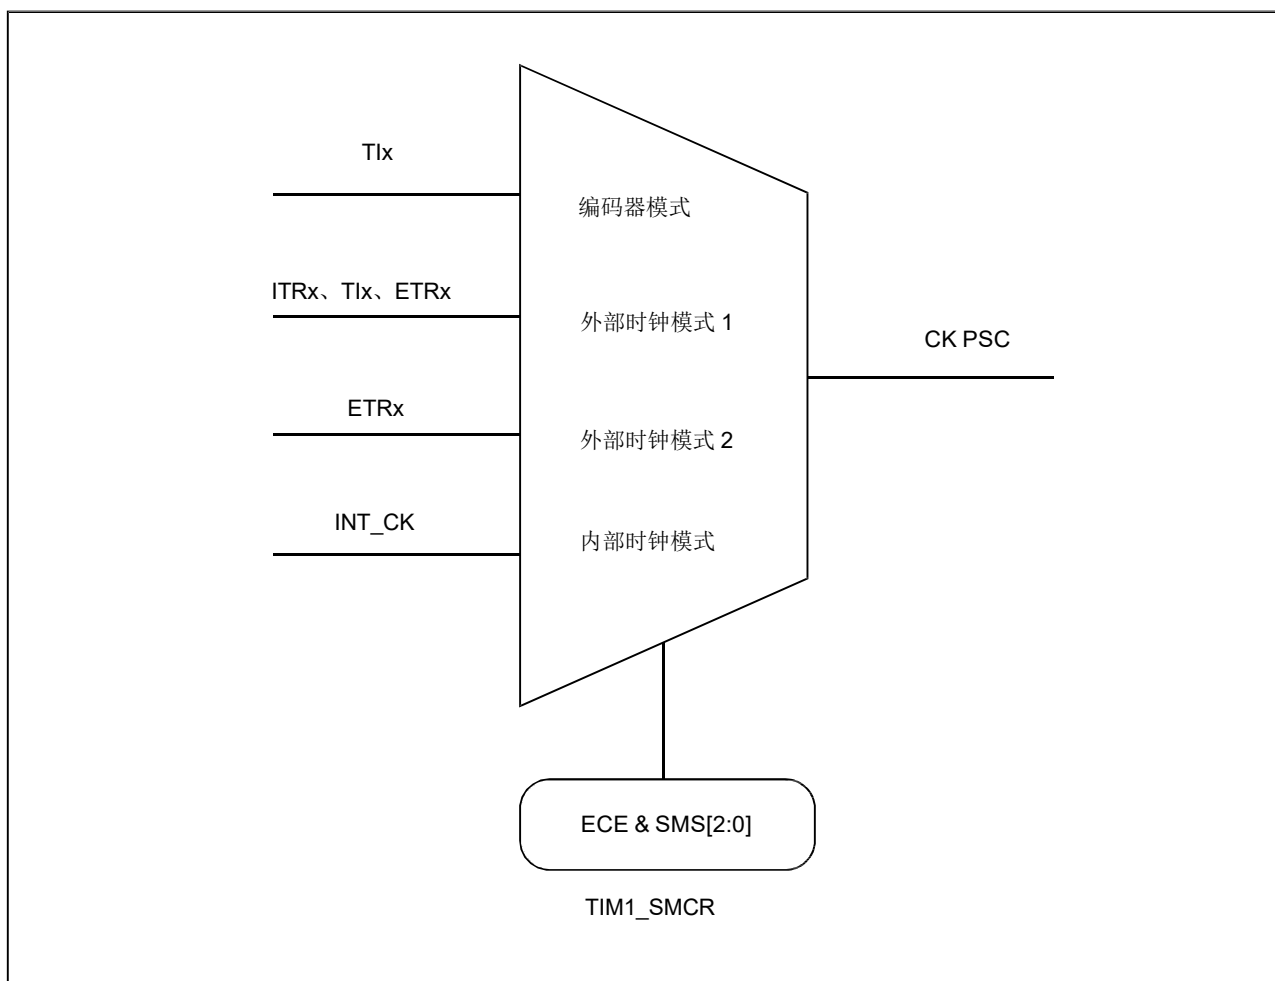 TIx
编码器模式
ITRx、TIx、ETRx
外部时钟模式 1
CK PSC
ETRx
外部时钟模式 2
INT_CK
内部时钟模式
ECE & SMS[2:0]
TIM1_SMCR